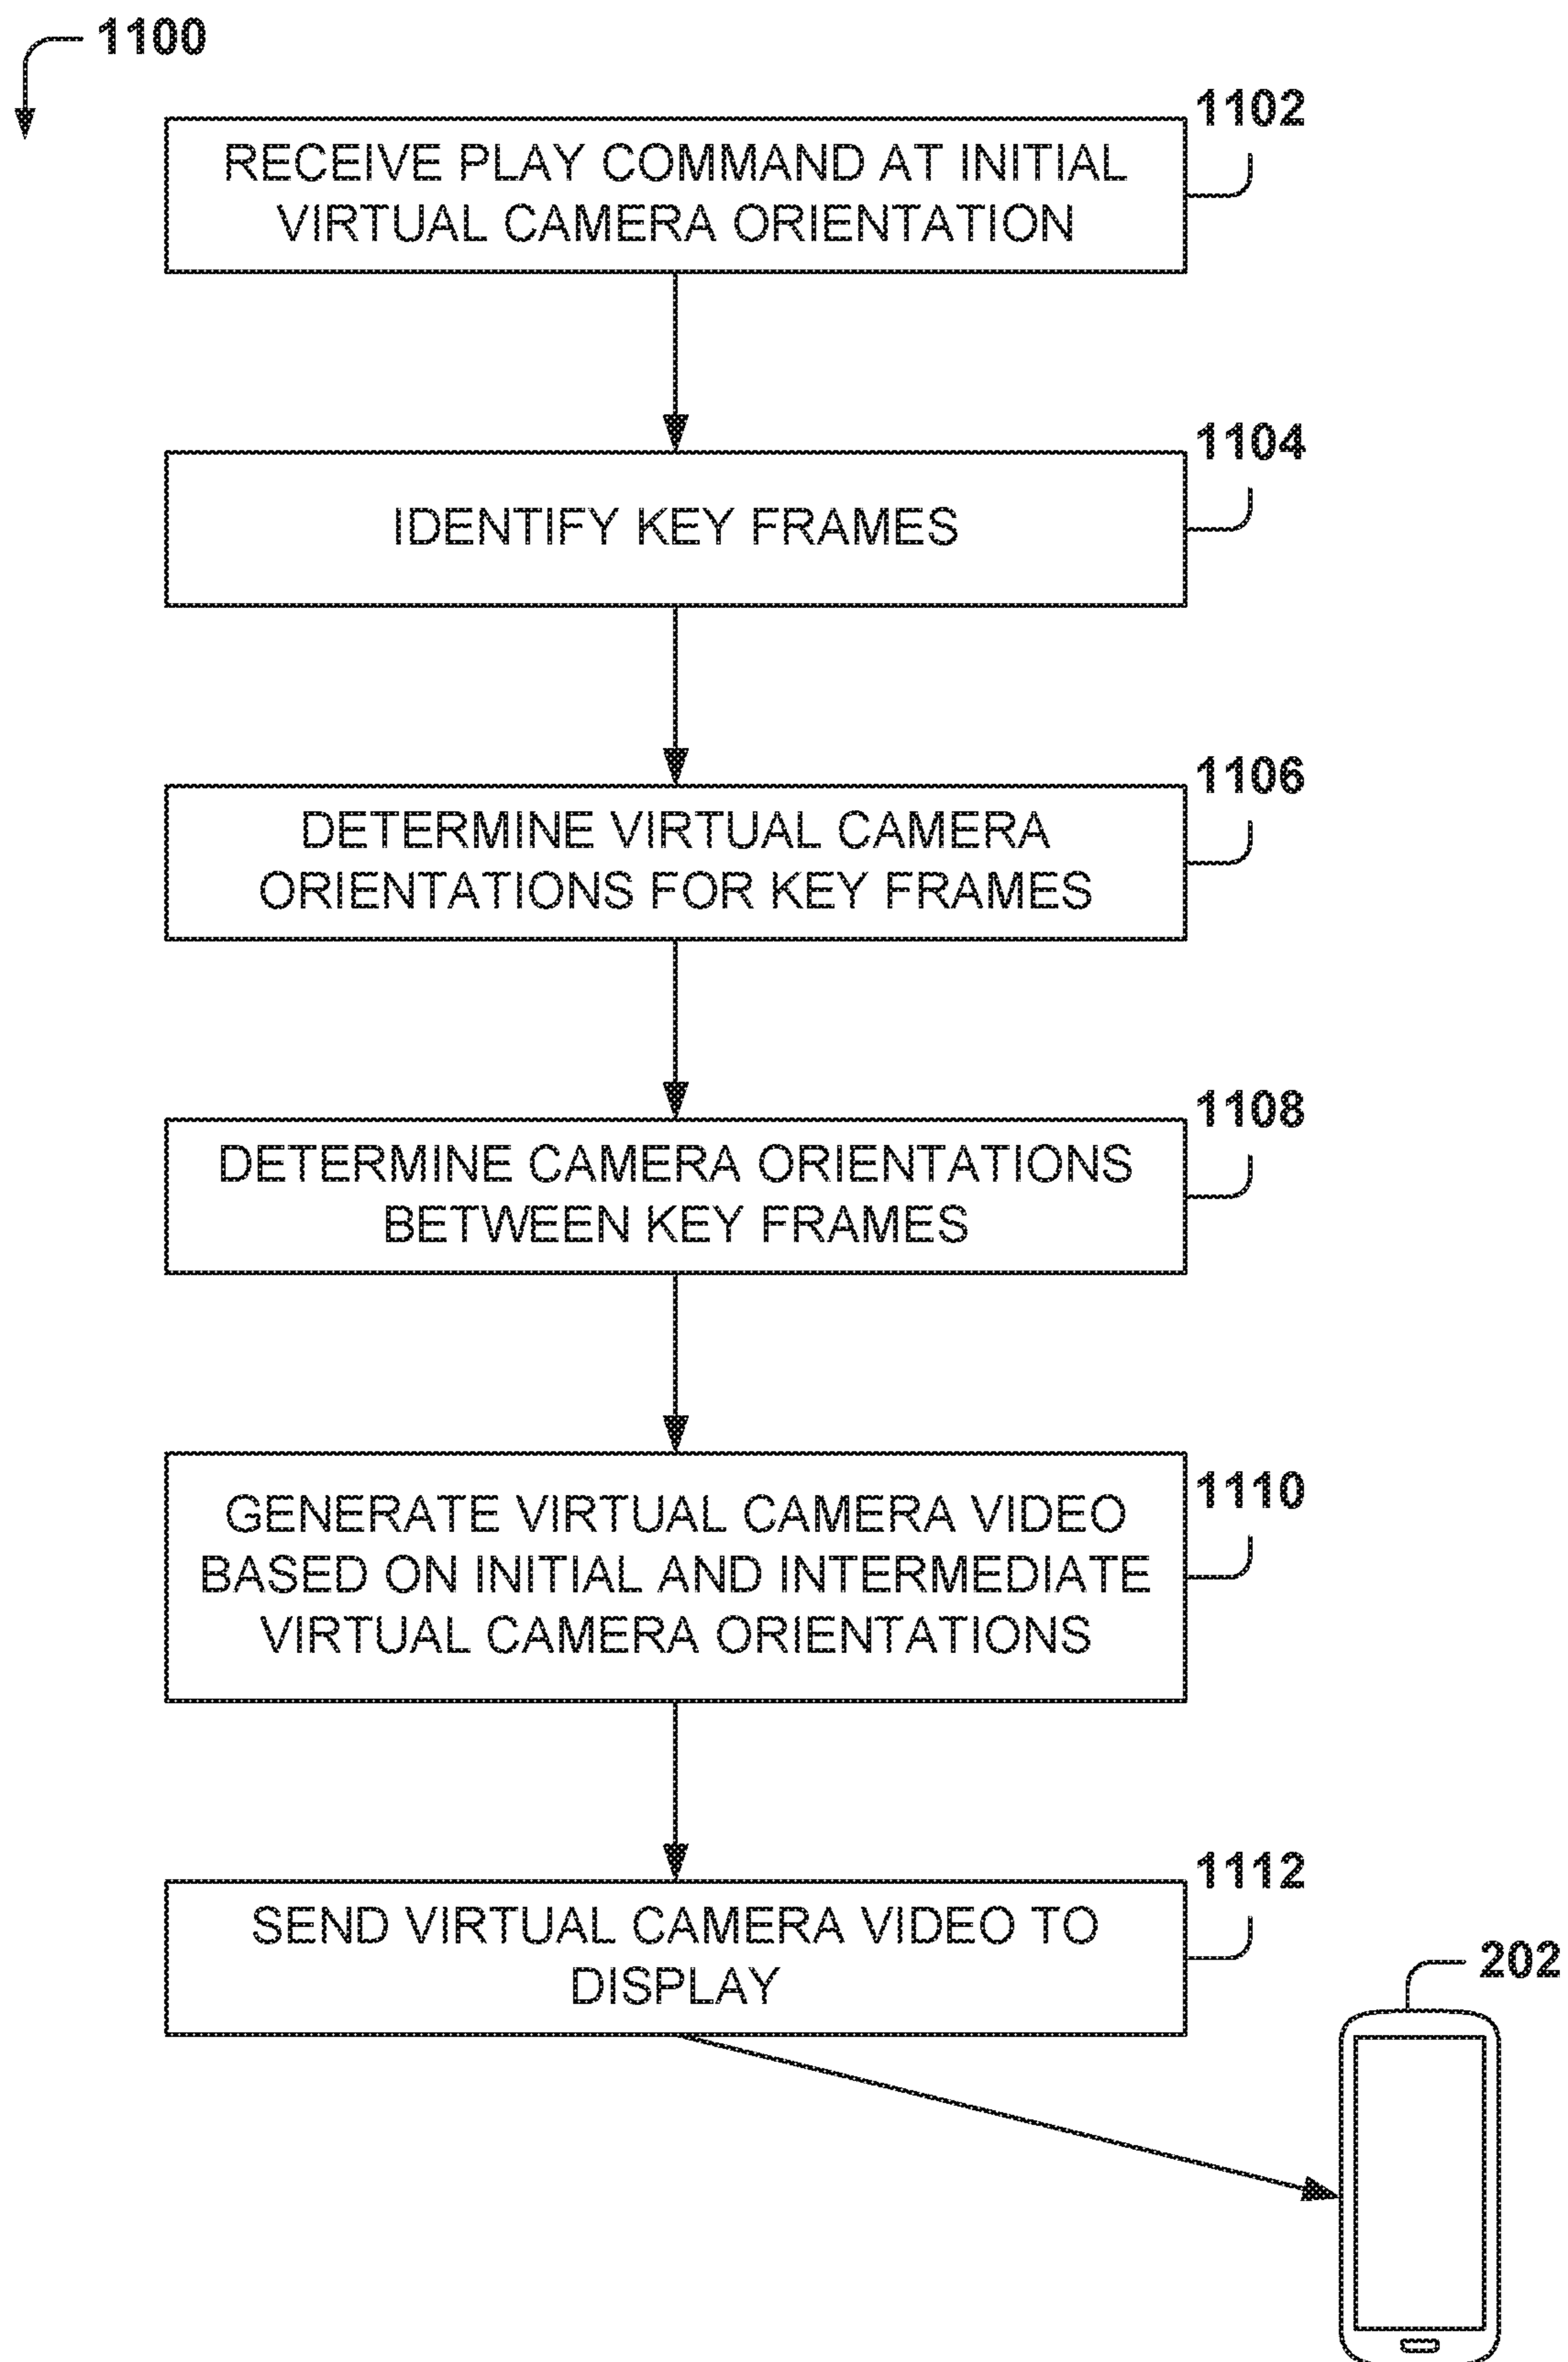 1100
1102
RECEIVE PLAY COMMAND AT INITIAL
VIRTUAL CAMERA ORIENTATION
1104
IDENTIFY KEY FRAMES
1106
DETERMINE VIRTUAL CAMERA
ORIENTATIONS FOR KEY FRAMES
1108
DETERMINE CAMERA ORIENTATIONS
BETWEEN KEY FRAMES
1110
GENERATE VIRTUAL CAMERA VIDEO
BASED ON INITIAL AND INTERMEDIATE
VIRTUAL CAMERA ORIENTATIONS
1112
SEND VIRTUAL CAMERA VIDEO TO
DISPLAY
202